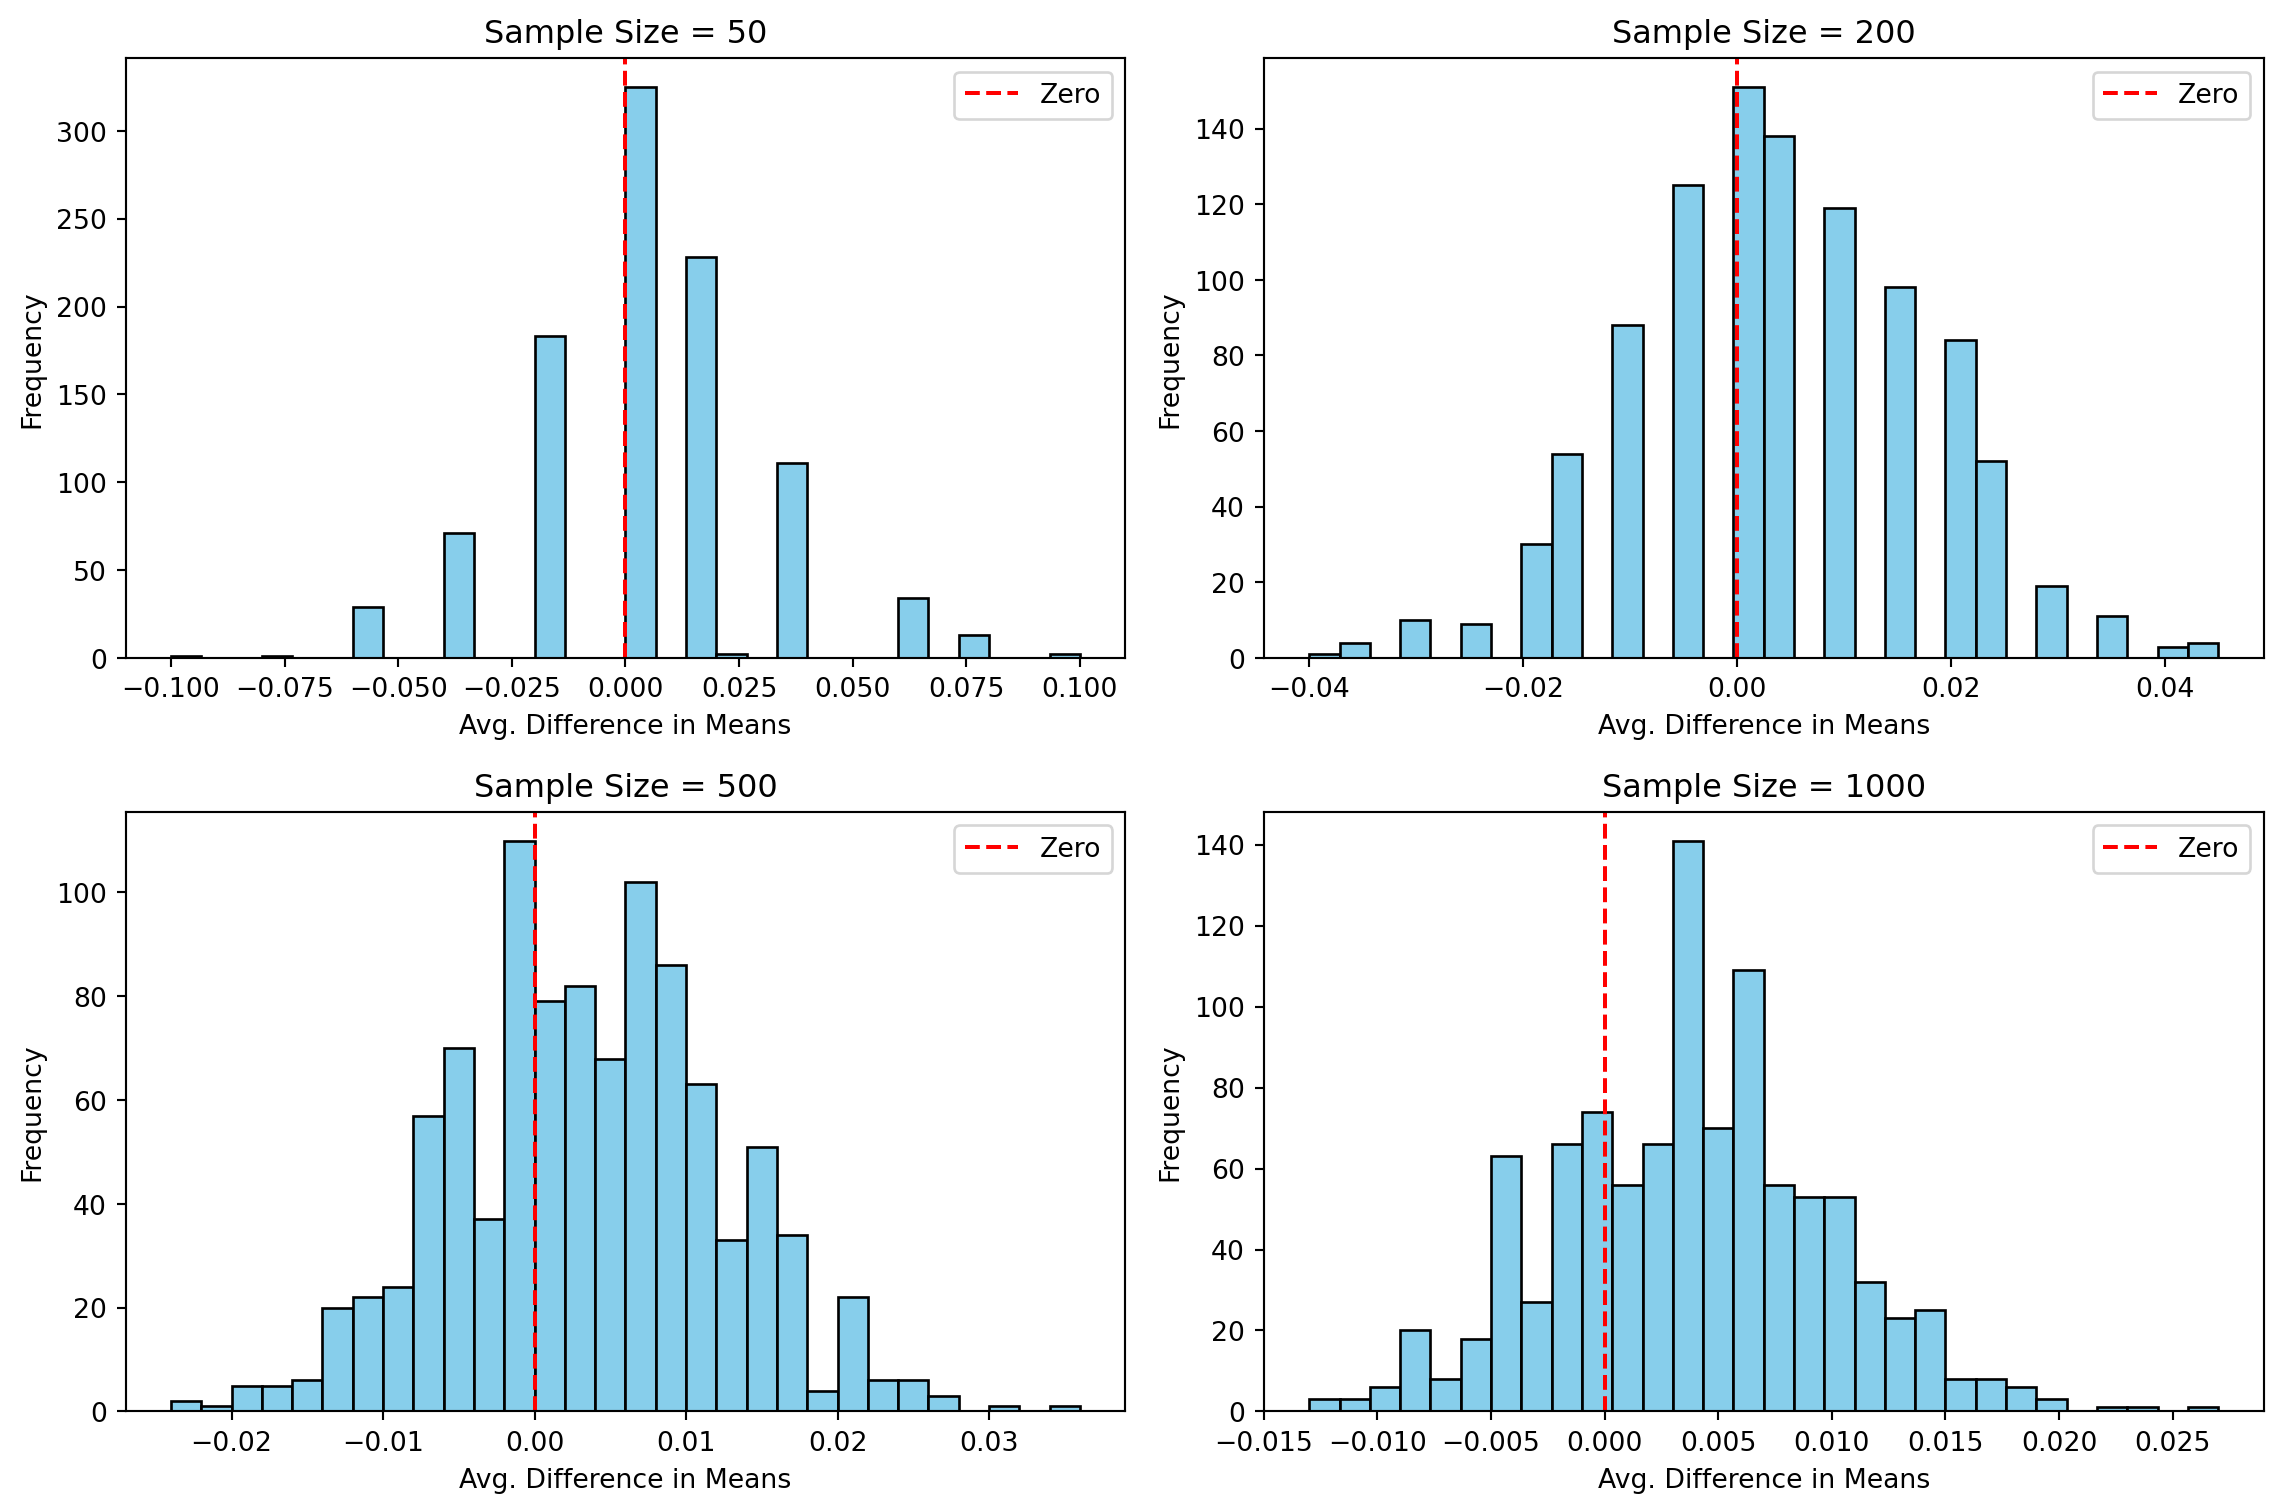 Sample Size = 50
Zero
Frequency
300
250
200
150
100
50
0
−0.100 −0.075 −0.050 −0.025 0.000 0.025 0.050 0.075 0.100
Avg. Difference in Means
Sample Size = 200
Zero
Frequency
140
120
100
80
60
40
20
0
−0.04 −0.02 0.00 0.02 0.04
Avg. Difference in Means
Sample Size = 500
Zero
Frequency
100
80
60
40
20
0
−0.02 −0.01 0.00 0.01 0.02 0.03
Avg. Difference in Means
Sample Size = 1000
Zero
Frequency
140
120
100
80
60
40
20
0
−0.015 −0.010 −0.005 0.000 0.005 0.010 0.015 0.020 0.025
Avg. Difference in Means